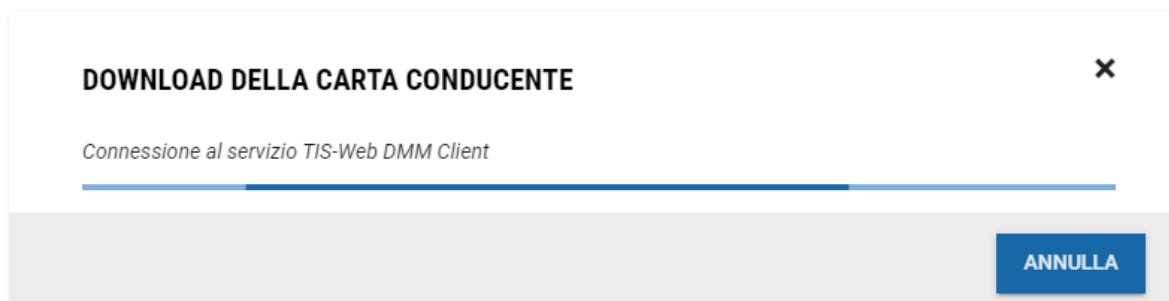 DOWNLOAD DELLA CARTA CONDUCENTE
Connessione al servizio TIS-Web DMM Client
ANNULLA